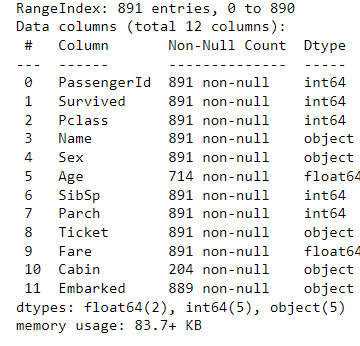 RangeIndex: 891 entries, 0 to 890
Data columns (total 12 columns):
 #   Column       Non-Null Count  Dtype
---  ------       --------------  -----
 0   PassengerId  891 non-null    int64
 1   Survived     891 non-null    int64
 2   Pclass       891 non-null    int64
 3   Name         891 non-null    object
 4   Sex          891 non-null    object
 5   Age          714 non-null    float64
 6   SibSp        891 non-null    int64
 7   Parch        891 non-null    int64
 8   Ticket       891 non-null    object
 9   Fare         891 non-null    float64
 10  Cabin        204 non-null    object
 11  Embarked     889 non-null    object
dtypes: float64(2), int64(5), object(5)
memory usage: 83.7+ KB